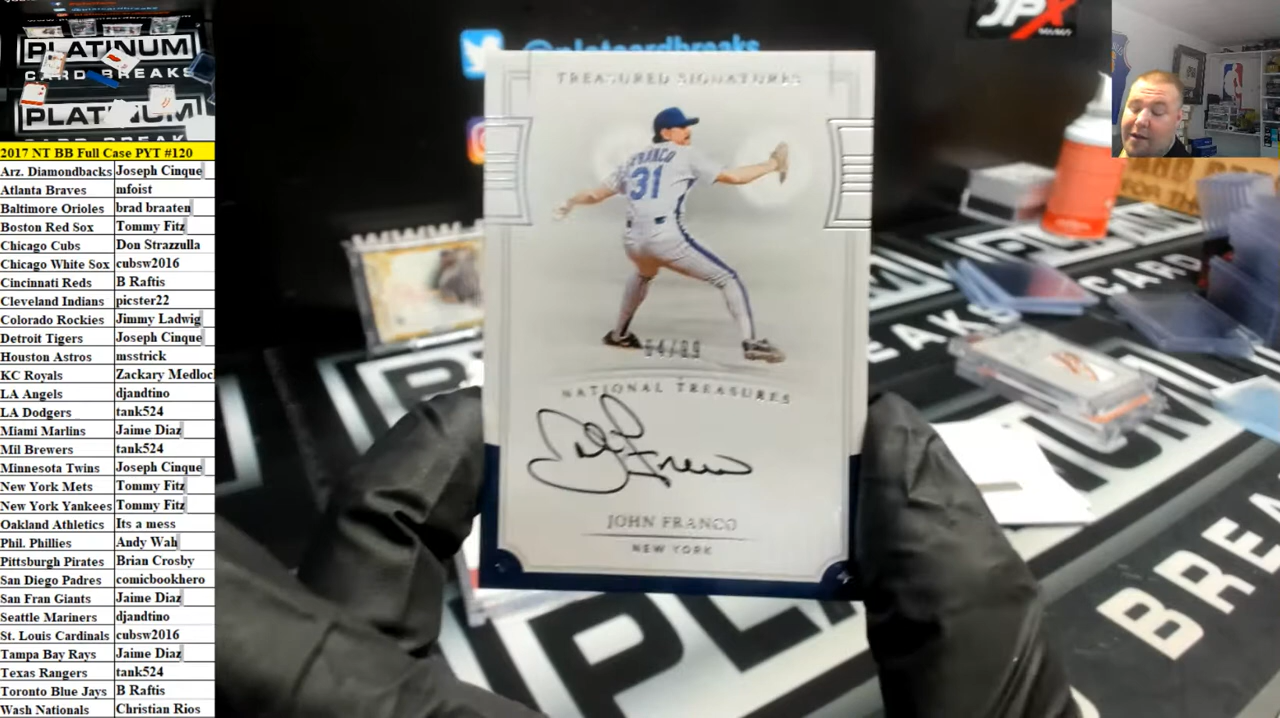 PLATINUM
CARD BREAKS
PLATINUM
2017 NT BB Full Case PYT #120
Arz. Diamondbacks Joseph Cinque
Atlanta Braves mfoist
Baltimore Orioles brad braaten
Boston Red Sox Tommy Fitz
Chicago Cubs Don Strazzulla
Chicago White Sox cubsw2016
Cincinnati Reds B Raftis
Cleveland Indians picster22
Colorado Rockies Jimmy Ladwig
Detroit Tigers Joseph Cinque
Houston Astros msstrick
KC Royals Zackary Medloc
LA Angels djandtino
LA Dodgers tank524
Miami Marlins Jaime Diaz
Mil Brewers tank524
Minnesota Twins Joseph Cinque
New York Mets Tommy Fitz
New York Yankees Tommy Fitz
Oakland Athletics Its a mess
Phil. Phillies Andy Wah
Pittsburgh Pirates Brian Crosby
San Diego Padres comicbookhero
San Fran Giants Jaime Diaz
Seattle Mariners djandtino
St. Louis Cardinals cubsw2016
Tampa Bay Rays Jaime Diaz
Texas Rangers tank524
Toronto Blue Jays B Raftis
Wash Nationals Christian Rios
@platcardbreaks
JPX
TREASURED SIGNATURES
FRANCO
31
54/99
NATIONAL TREASURES
John Franco
JOHN FRANCO
NEW YORK
CARD
BREAKS
BREA